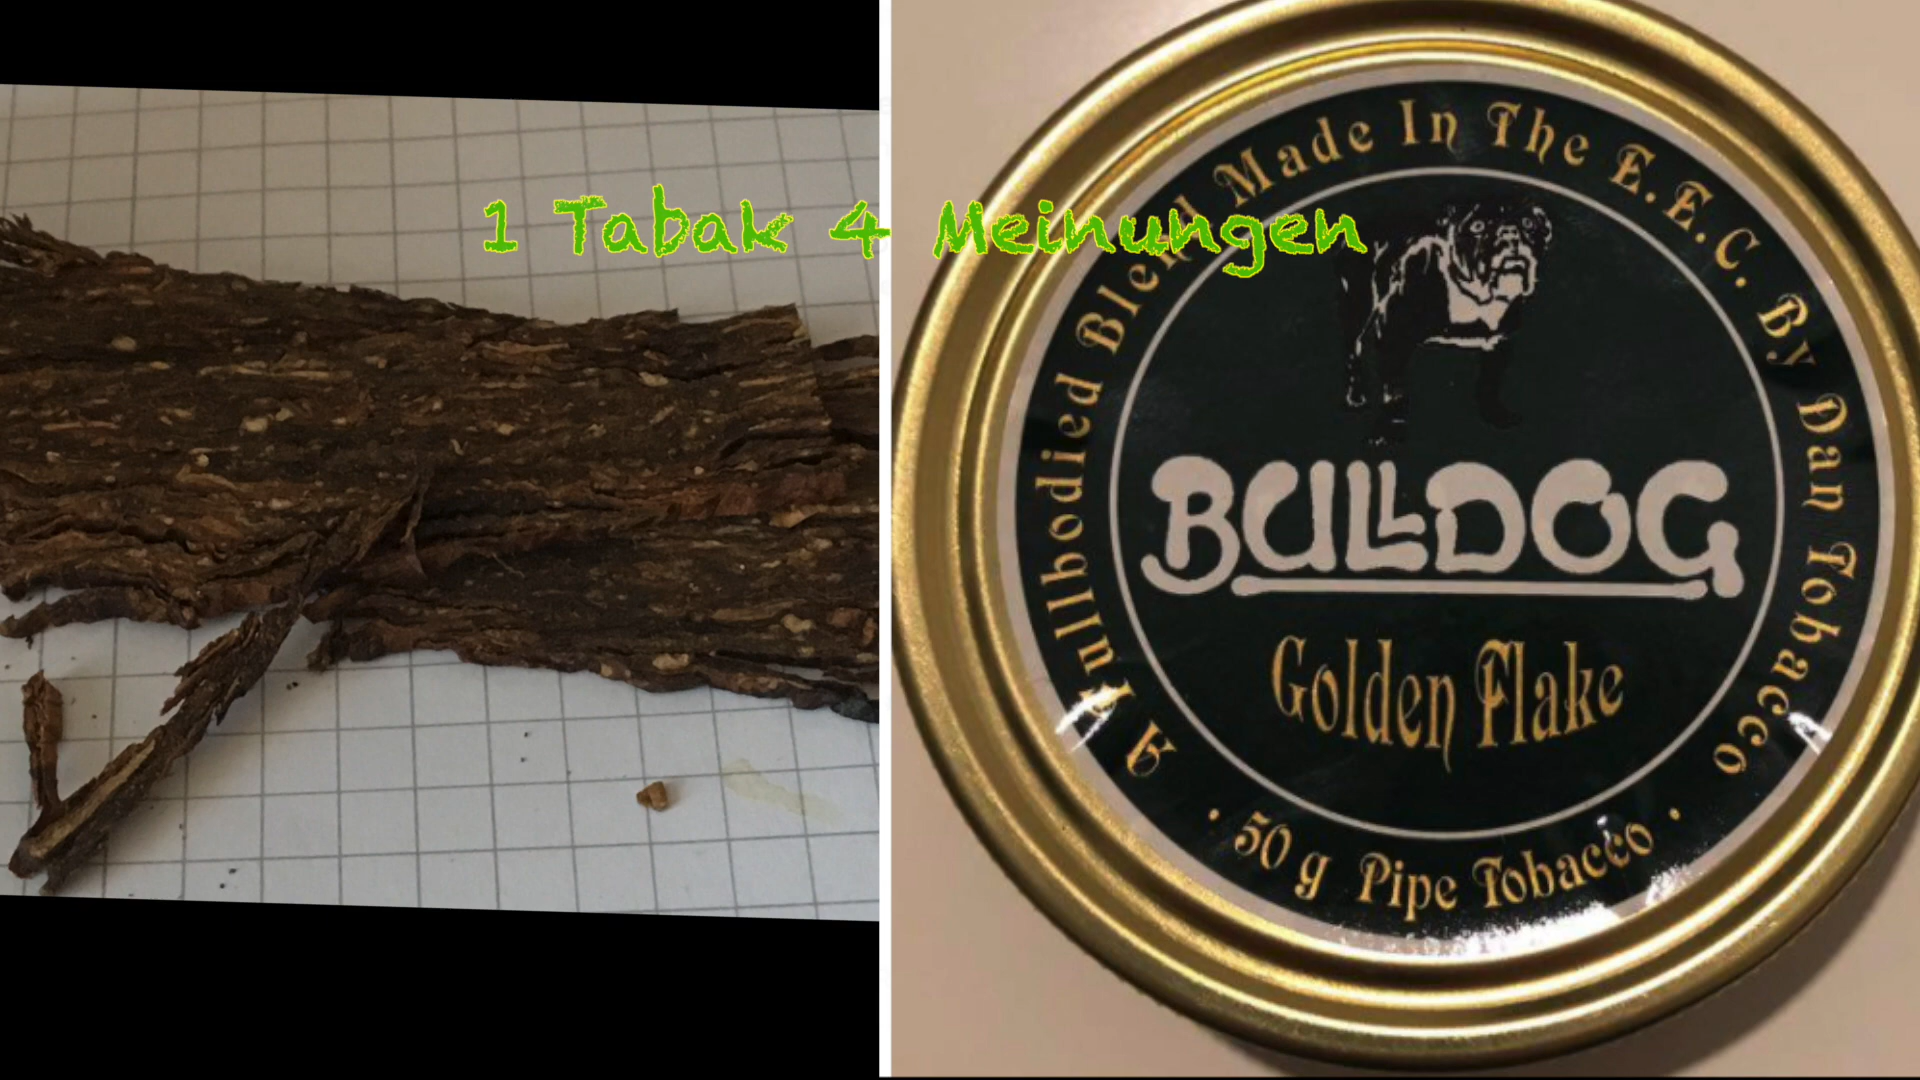 1 Tabak 4 Meinungen
A Fullbodied Blend Made In The E.E.C. By Dan Tobacco
BULLDOG
Golden Flake
· 50 g Pipe Tobacco ·